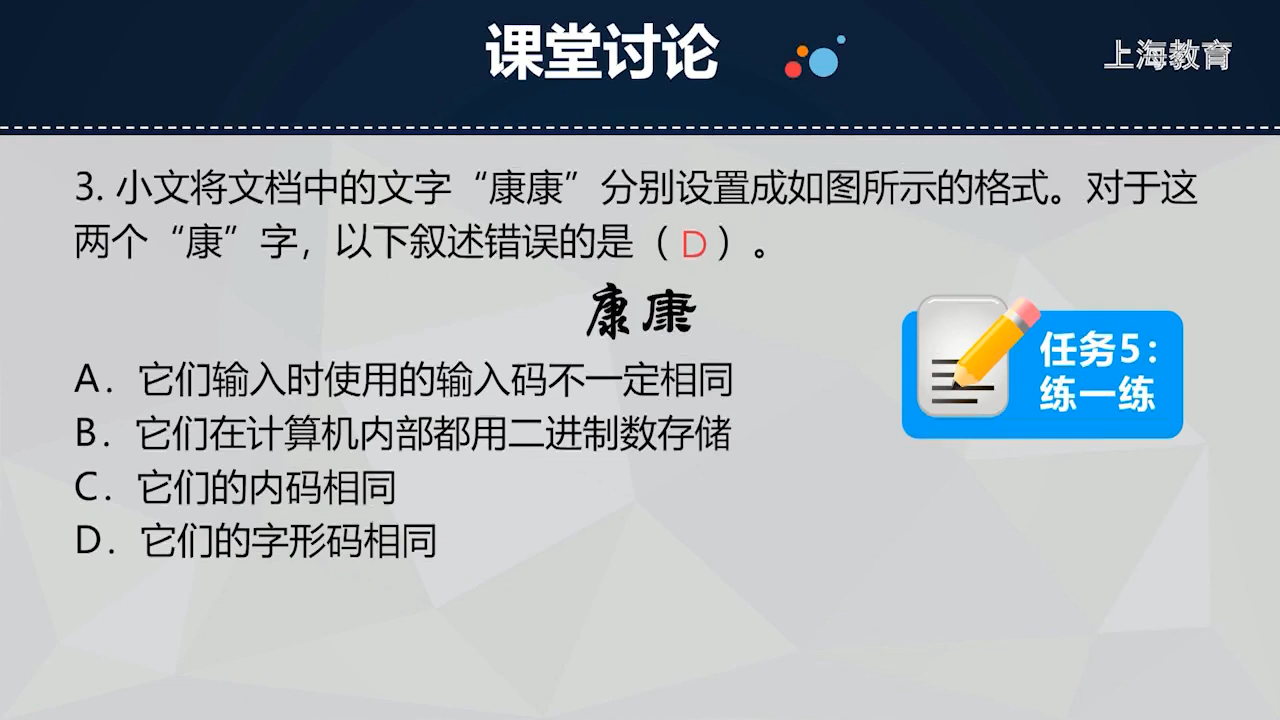 课堂讨论
上海教育
3. 小文将文档中的文字“康康”分别设置成如图所示的格式。对于这
两个“康”字，以下叙述错误的是（D）。
康康
任务5：
练一练
A．它们输入时使用的输入码不一定相同
B．它们在计算机内部都用二进制数存储
C．它们的内码相同
D．它们的字形码相同